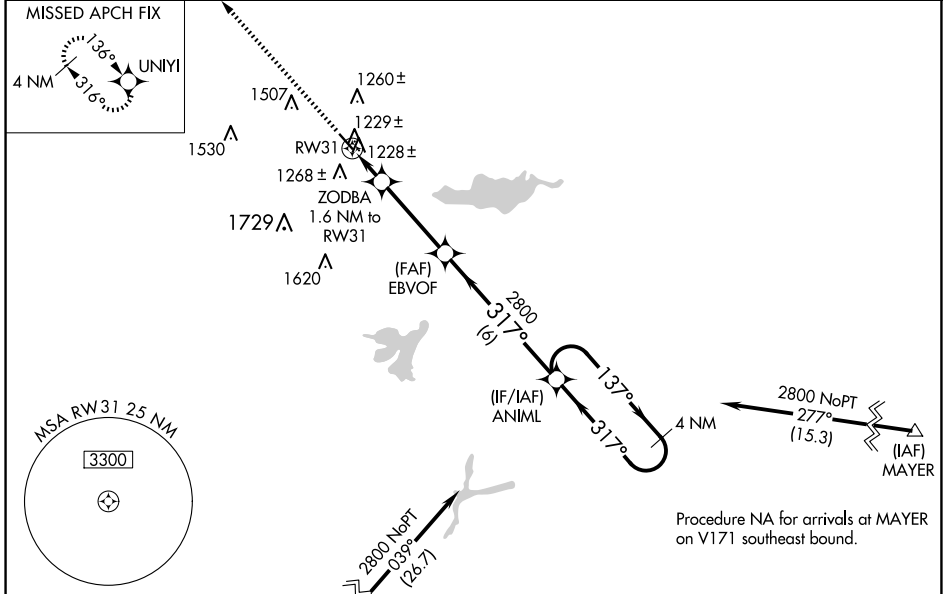 MISSED APCH FIX
136°
UNIYI
4 NM
316°
1507
1260 ±
1229 ±
1530
RW31
1228 ±
1268 ±
ZODBA
1.6 NM to
RW31
1729
1620
(FAF)
EBVOF
2800
317°
(6)
(IF/IAF)
ANIML
137°
317°
4 NM
2800 NoPT
277°
(15.3)
(IAF)
MAYER
MSA RW31 25 NM
3300
2800 NoPT
039°
(26.7)
Procedure NA for arrivals at MAYER
on V171 southeast bound.